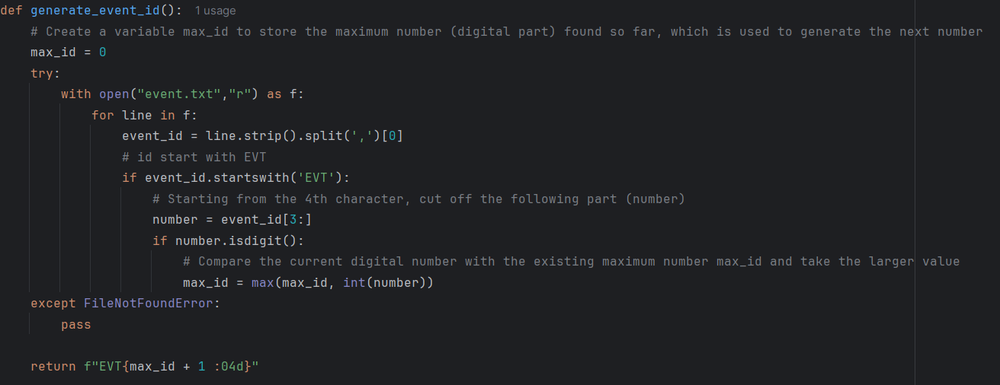 def generate_event_id():  1 usage
    # Create a variable max_id to store the maximum number (digital part) found so far, which is used to generate the next number
    max_id = 0
    try:
        with open("event.txt","r") as f:
            for line in f:
                event_id = line.strip().split(',')[0]
                # id start with EVT
                if event_id.startswith('EVT'):
                    # Starting from the 4th character, cut off the following part (number)
                    number = event_id[3:]
                    if number.isdigit():
                        # Compare the current digital number with the existing maximum number max_id and take the larger value
                        max_id = max(max_id, int(number))
    except FileNotFoundError:
        pass

    return f"EVT{max_id + 1 :04d}"